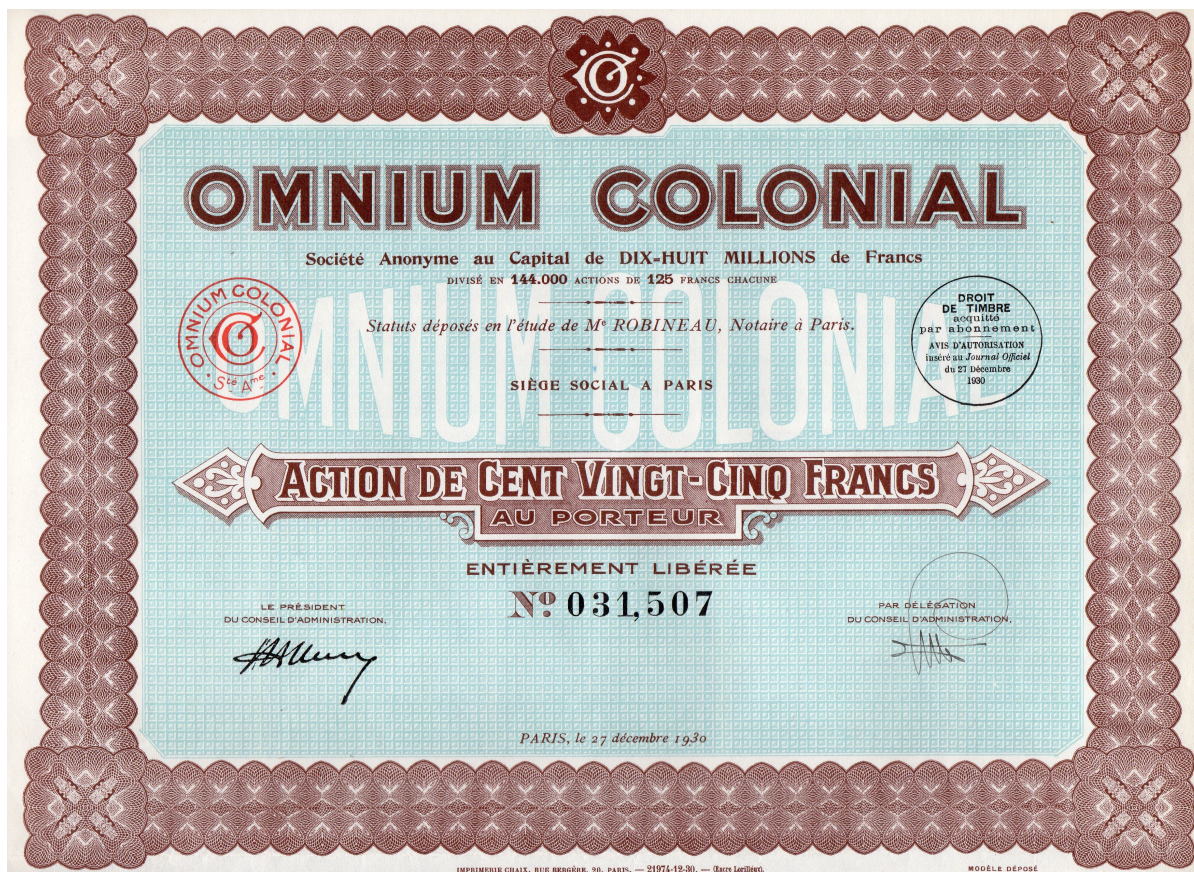 OMNIUM COLONIAL
Société Anonyme au Capital de DIX-HUIT MILLIONS de Francs
DIVISÉ EN 144.000 ACTIONS DE 125 FRANCS CHACUNE
OMNIUM COLONIAL
Sté Ame
DROIT
DE TIMBRE
acquitté
par abonnement
AVIS D'AUTORISATION
inséré au Journal Officiel
du 27 Décembre
1930
Statuts déposés en l'étude de Me ROBINEAU, Notaire à Paris.
SIÈGE SOCIAL A PARIS
OMNIUM COLONIAL
ACTION DE CENT VINGT-CINQ FRANCS
AU PORTEUR
ENTIÈREMENT LIBÉRÉE
No 031,507
LE PRÉSIDENT
DU CONSEIL D'ADMINISTRATION,
PAR DÉLÉGATION
DU CONSEIL D'ADMINISTRATION,
PARIS, le 27 décembre 1930
IMPRIMERIE CHAIX, RUE BERGÈRE, 20, PARIS. — 21974-12-30. — (Encre Lorilleux).
MODÈLE DÉPOSÉ